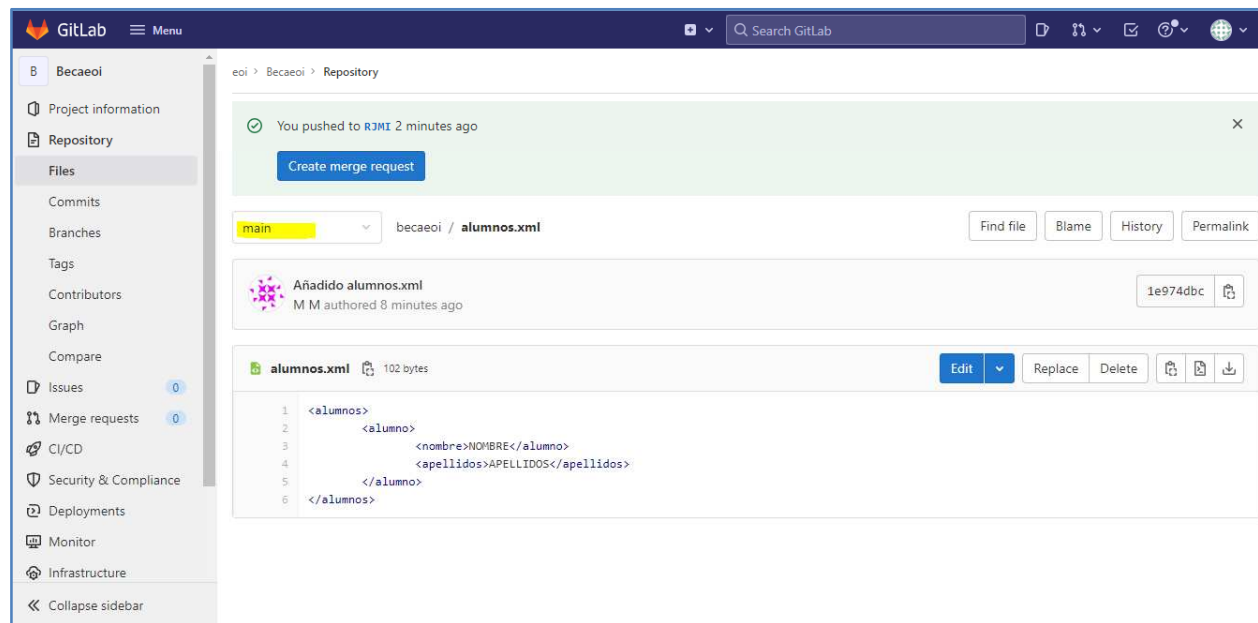 GitLab Menu Search GitLab
B Becaeoi
eoi > Becaeoi > Repository
Project information
Repository
Files
Commits
Branches
Tags
Contributors
Graph
Compare
Issues 0
Merge requests 0
CI/CD
Security & Compliance
Deployments
Monitor
Infrastructure
Collapse sidebar
You pushed to RJMI 2 minutes ago
Create merge request
main becaeoi / alumnos.xml Find file Blame History Permalink
Añadido alumnos.xml
M M authored 8 minutes ago
1e974dbc
alumnos.xml 102 bytes Edit Replace Delete
1 <alumnos>
2 <alumno>
3 <nombre>NOMBRE</alumno>
4 <apellidos>APELLIDOS</apellidos>
5 </alumno>
6 </alumnos>